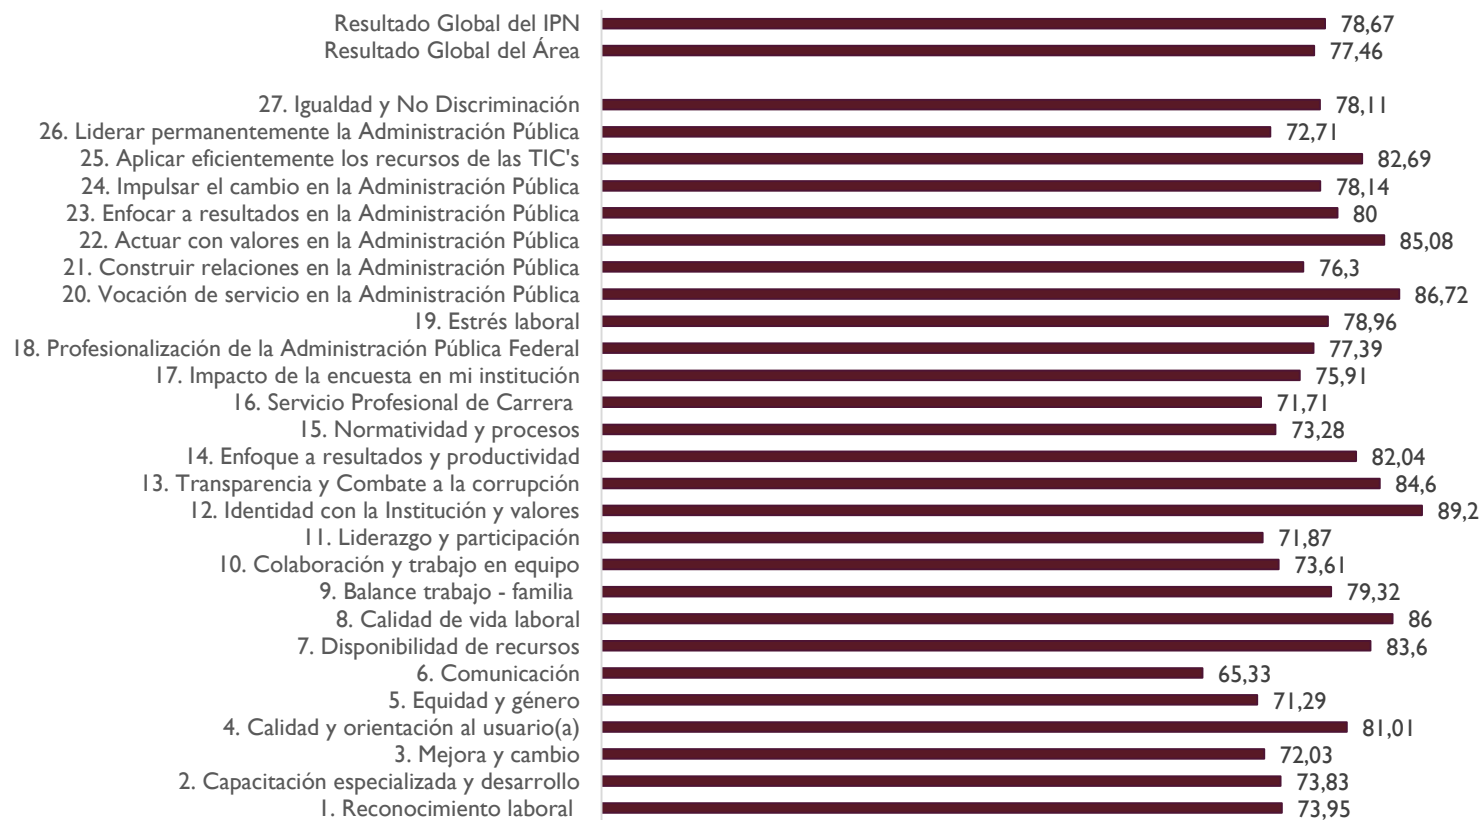 Resultado Global del IPN 78,67
Resultado Global del Área 77,46
27. Igualdad y No Discriminación 78,11
26. Liderar permanentemente la Administración Pública 72,71
25. Aplicar eficientemente los recursos de las TIC's 82,69
24. Impulsar el cambio en la Administración Pública 78,14
23. Enfocar a resultados en la Administración Pública 80
22. Actuar con valores en la Administración Pública 85,08
21. Construir relaciones en la Administración Pública 76,3
20. Vocación de servicio en la Administración Pública 86,72
19. Estrés laboral 78,96
18. Profesionalización de la Administración Pública Federal 77,39
17. Impacto de la encuesta en mi institución 75,91
16. Servicio Profesional de Carrera 71,71
15. Normatividad y procesos 73,28
14. Enfoque a resultados y productividad 82,04
13. Transparencia y Combate a la corrupción 84,6
12. Identidad con la Institución y valores 89,2
11. Liderazgo y participación 71,87
10. Colaboración y trabajo en equipo 73,61
9. Balance trabajo - familia 79,32
8. Calidad de vida laboral 86
7. Disponibilidad de recursos 83,6
6. Comunicación 65,33
5. Equidad y género 71,29
4. Calidad y orientación al usuario(a) 81,01
3. Mejora y cambio 72,03
2. Capacitación especializada y desarrollo 73,83
1. Reconocimiento laboral 73,95